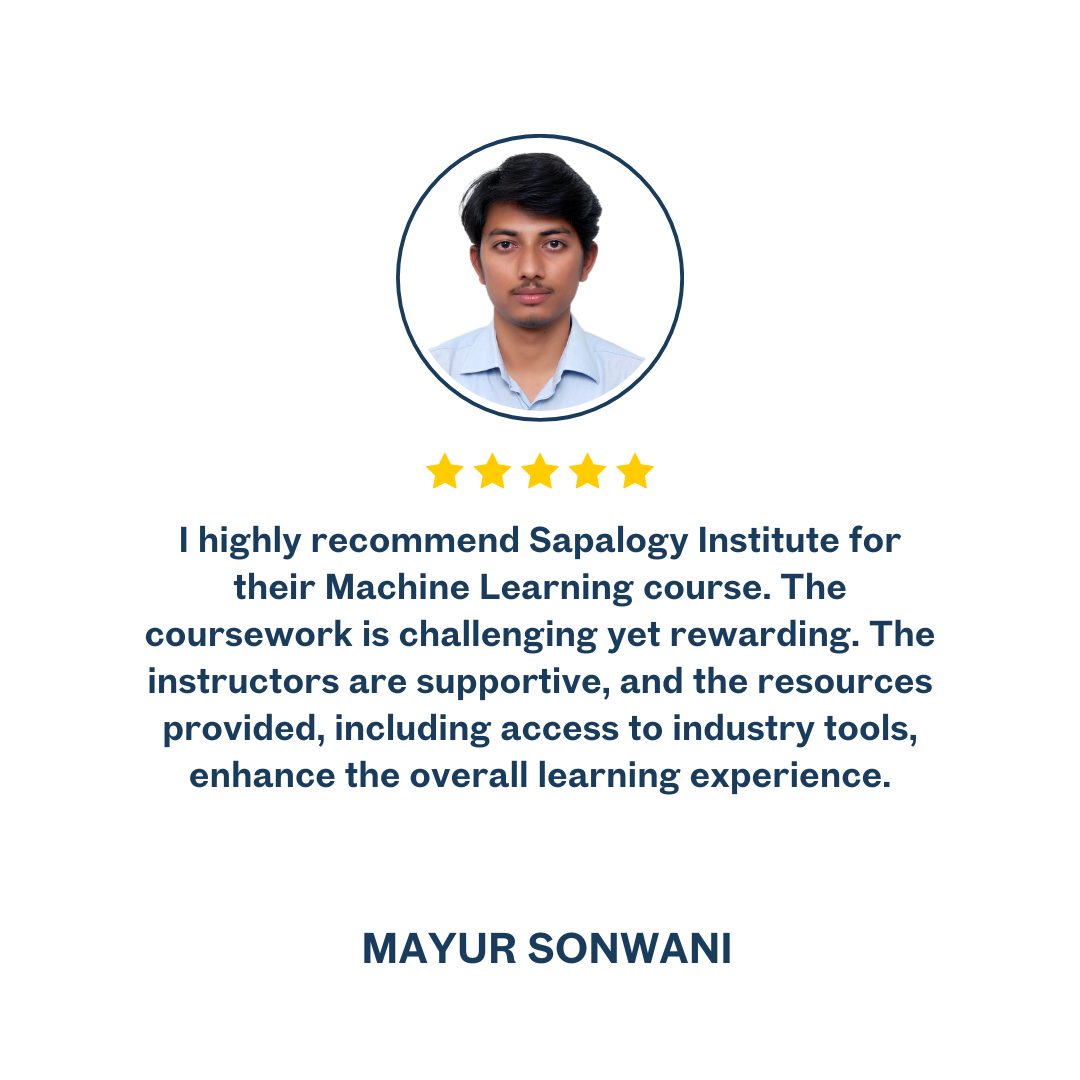 I highly recommend Sapalogy Institute for
their Machine Learning course. The
coursework is challenging yet rewarding. The
instructors are supportive, and the resources
provided, including access to industry tools,
enhance the overall learning experience.
MAYUR SONWANI